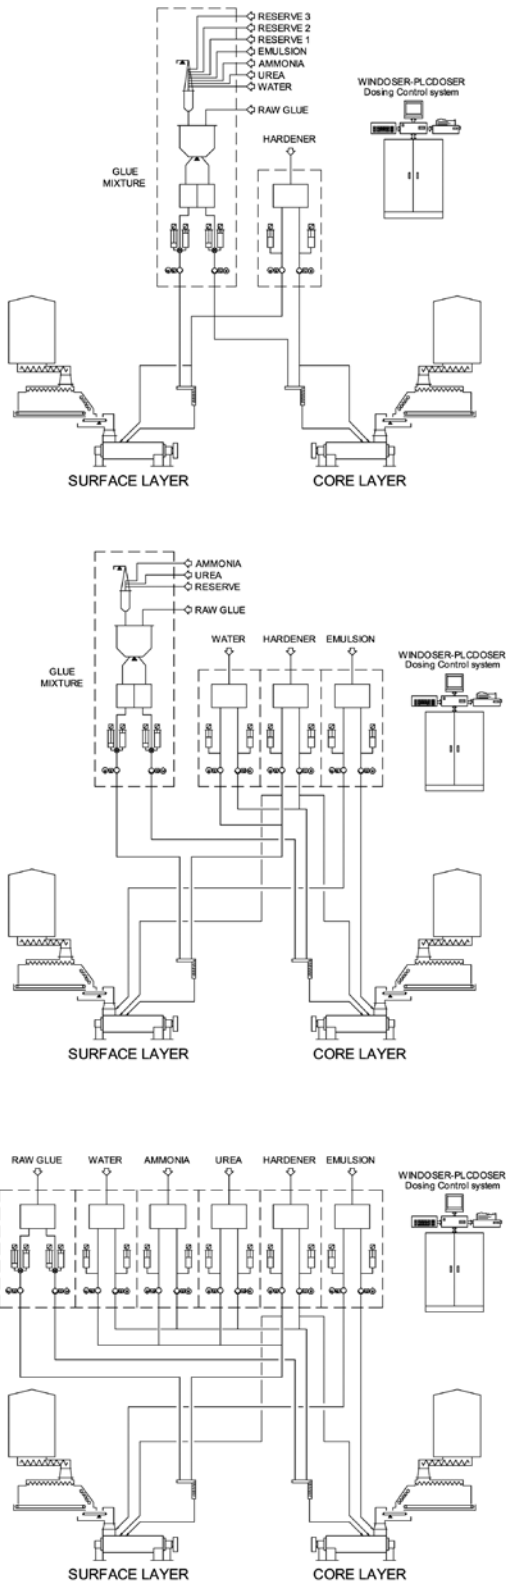 RESERVE 3
RESERVE 2
RESERVE 1
EMULSION
AMMONIA
UREA
WATER
RAW GLUE
WINDOSER-PLCDOSER
Dosing Control system
HARDENER
GLUE
MIXTURE
SURFACE LAYER
CORE LAYER
AMMONIA
UREA
RESERVE
RAW GLUE
WATER
HARDENER
EMULSION
WINDOSER-PLCDOSER
Dosing Control system
GLUE
MIXTURE
SURFACE LAYER
CORE LAYER
RAW GLUE
WATER
AMMONIA
UREA
HARDENER
EMULSION
WINDOSER-PLCDOSER
Dosing Control system
SURFACE LAYER
CORE LAYER